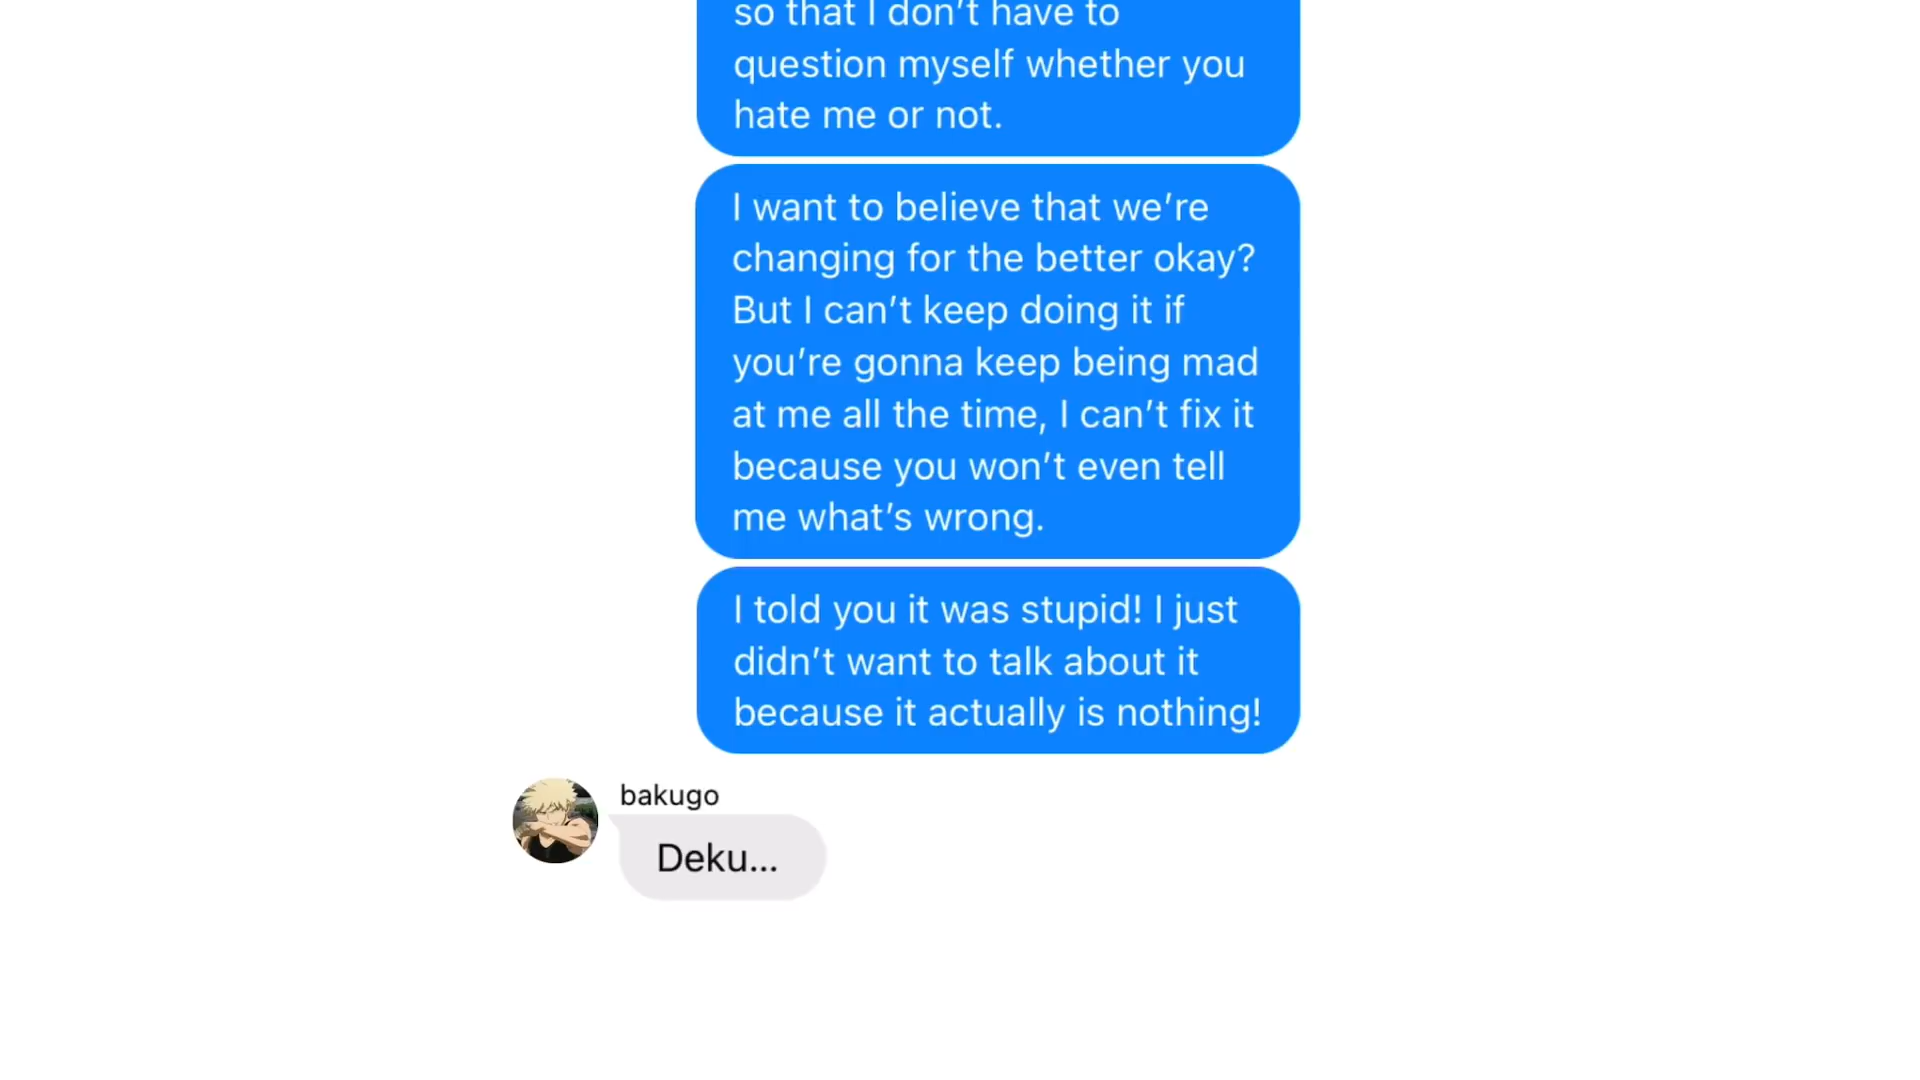 so that I don't have to
question myself whether you
hate me or not.
I want to believe that we're
changing for the better okay?
But I can't keep doing it if
you're gonna keep being mad
at me all the time, I can't fix it
because you won't even tell
me what's wrong.
I told you it was stupid! I just
didn't want to talk about it
because it actually is nothing!
bakugo
Deku...